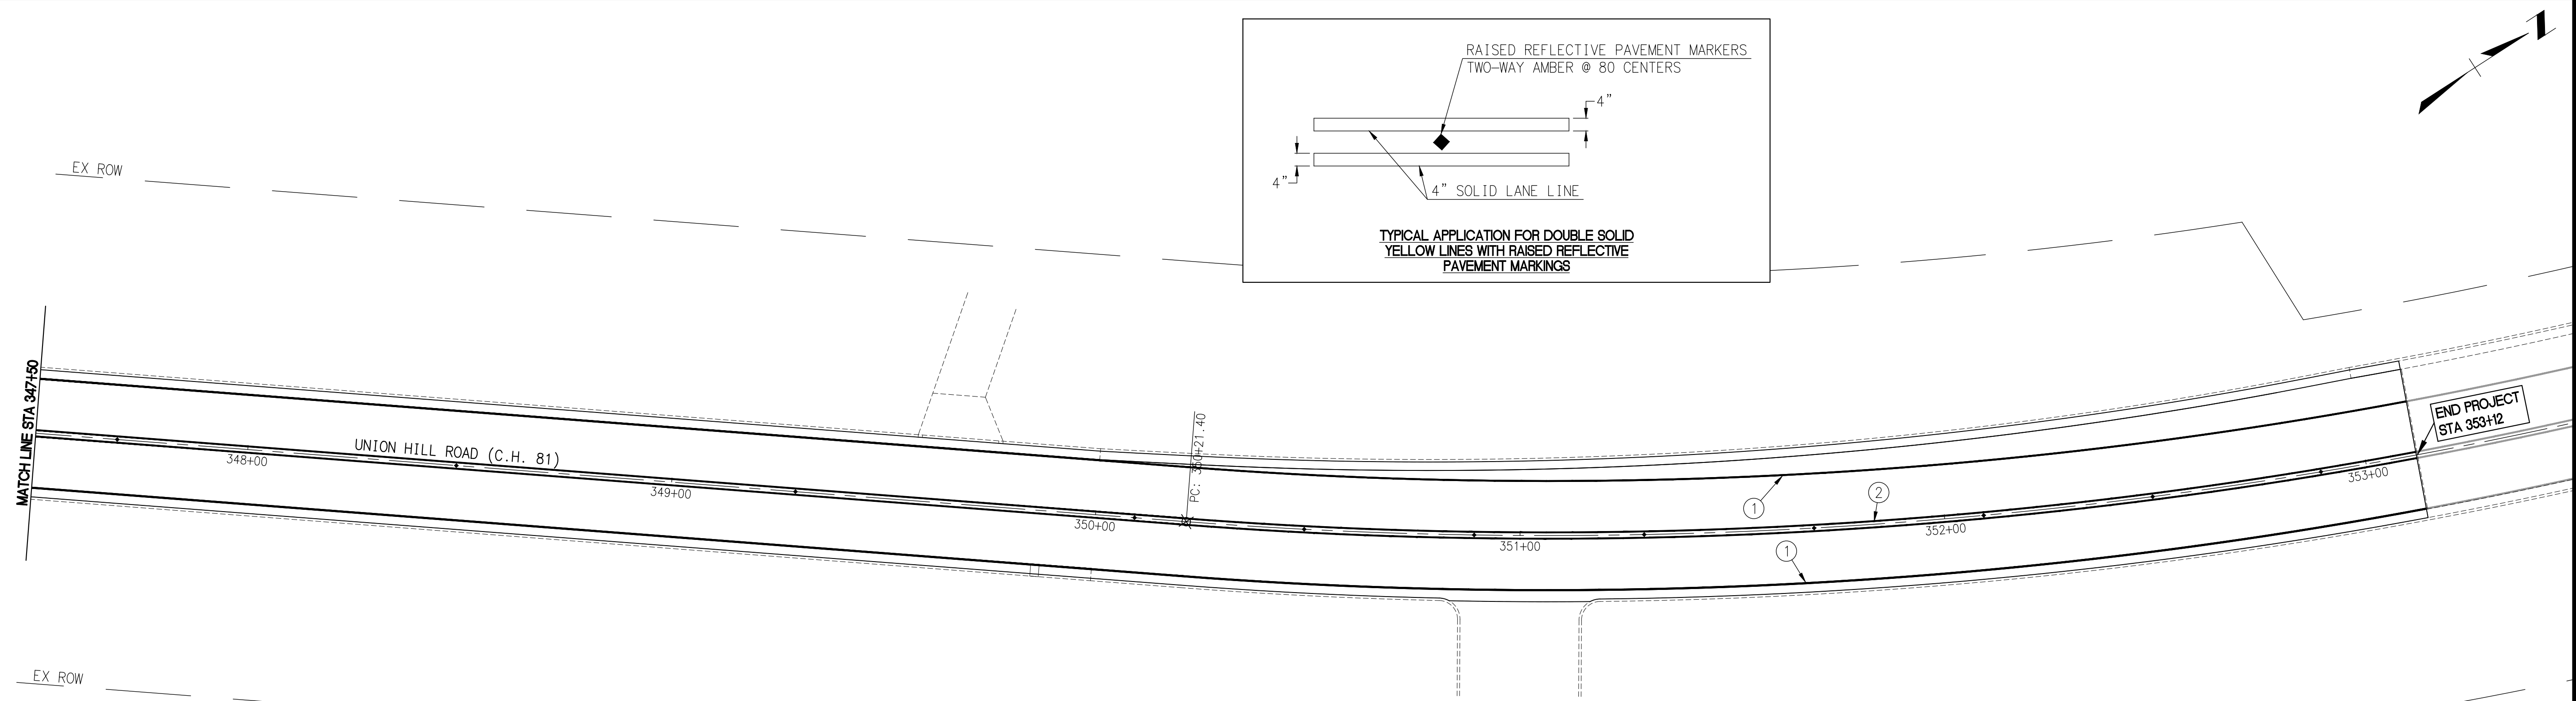 RAISED REFLECTIVE PAVEMENT MARKERS
TWO-WAY AMBER @ 80 CENTERS
4"
4"
4" SOLID LANE LINE
TYPICAL APPLICATION FOR DOUBLE SOLID
YELLOW LINES WITH RAISED REFLECTIVE
PAVEMENT MARKINGS
Z
EX ROW
MATCH LINE STA 347+50
UNION HILL ROAD (C.H. 81)
348+00
349+00
350+00
PC: 350+21.40
351+00
352+00
353+00
1
2
1
END PROJECT
STA 353+12
EX ROW